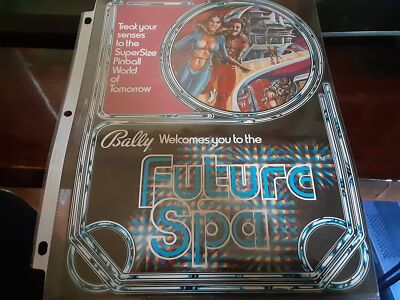 Treat your
senses
to the
SuperSize
Pinball
World
of
Tomorrow
Bally Welcomes you to the
Future
Spa